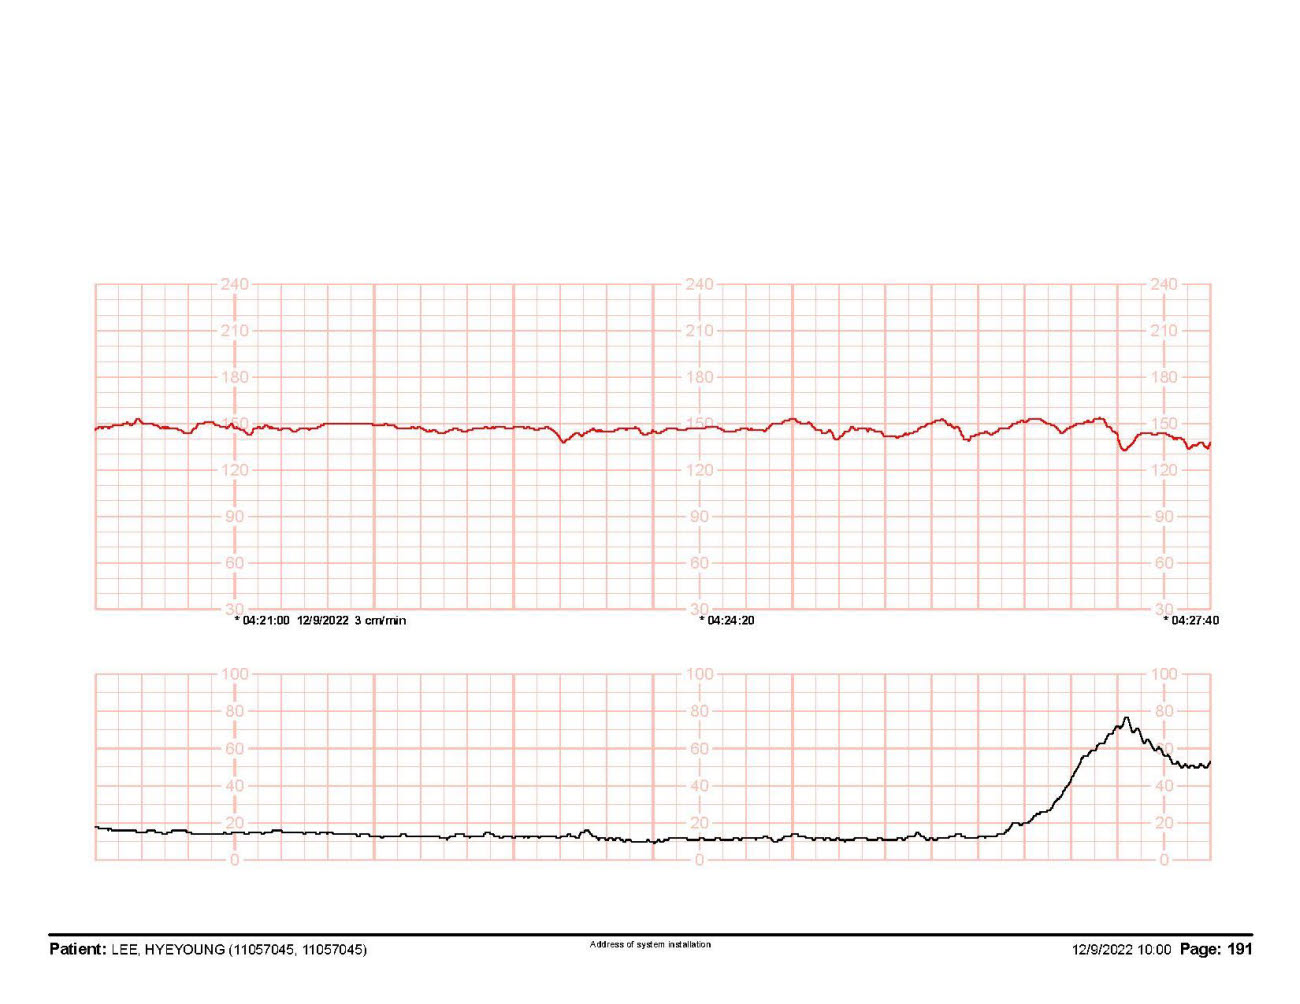 240 240 240
210 210 210
180 180 180
150 150 150
120 120 120
90 90 90
60 60 60
30 30 30
* 04:21:00 12/9/2022 3 cm/min * 04:24:20 * 04:27:40
100 100 100
80 80 80
60 60 60
40 40 40
20 20 20
0 0 0
Patient: LEE, HYEYOUNG (11057045, 11057045) Address of system installation 12/9/2022 10:00 Page: 191